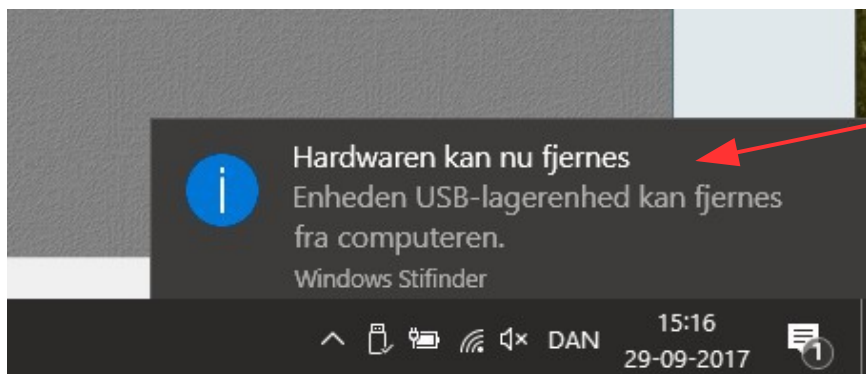 Hardwaren kan nu fjernes
Enheden USB-lagerenhed kan fjernes
fra computeren.
Windows Stifinder
DAN
15:16
29-09-2017
1